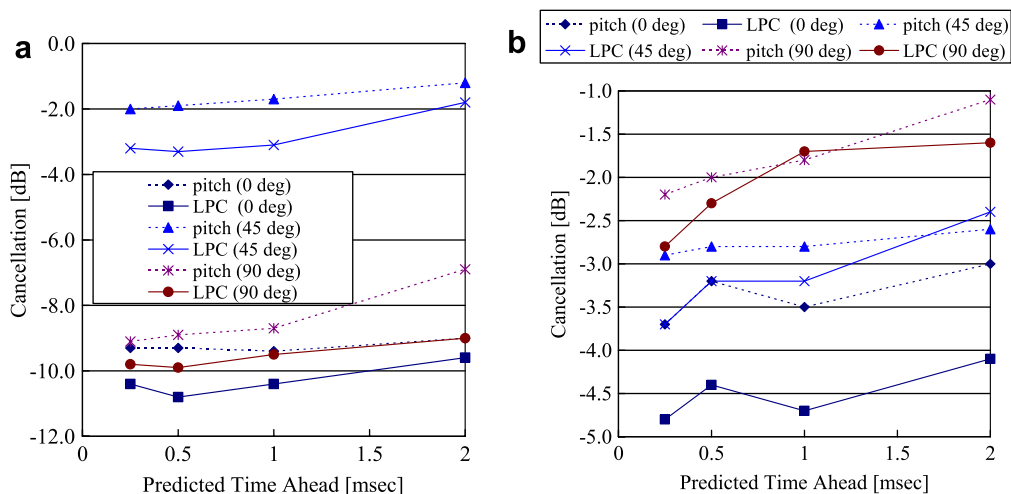 a
0.0
-2.0
-4.0
-6.0
-8.0
-10.0
-12.0
Cancellation [dB]
pitch (0 deg)
LPC (0 deg)
pitch (45 deg)
LPC (45 deg)
pitch (90 deg)
LPC (90 deg)
0 0.5 1 1.5 2
Predicted Time Ahead [msec]
b
pitch (0 deg) LPC (0 deg) pitch (45 deg)
LPC (45 deg) pitch (90 deg) LPC (90 deg)
-1.0
-1.5
-2.0
-2.5
-3.0
-3.5
-4.0
-4.5
-5.0
Cancellation [dB]
0 0.5 1 1.5 2
Predicted Time Ahead [msec]